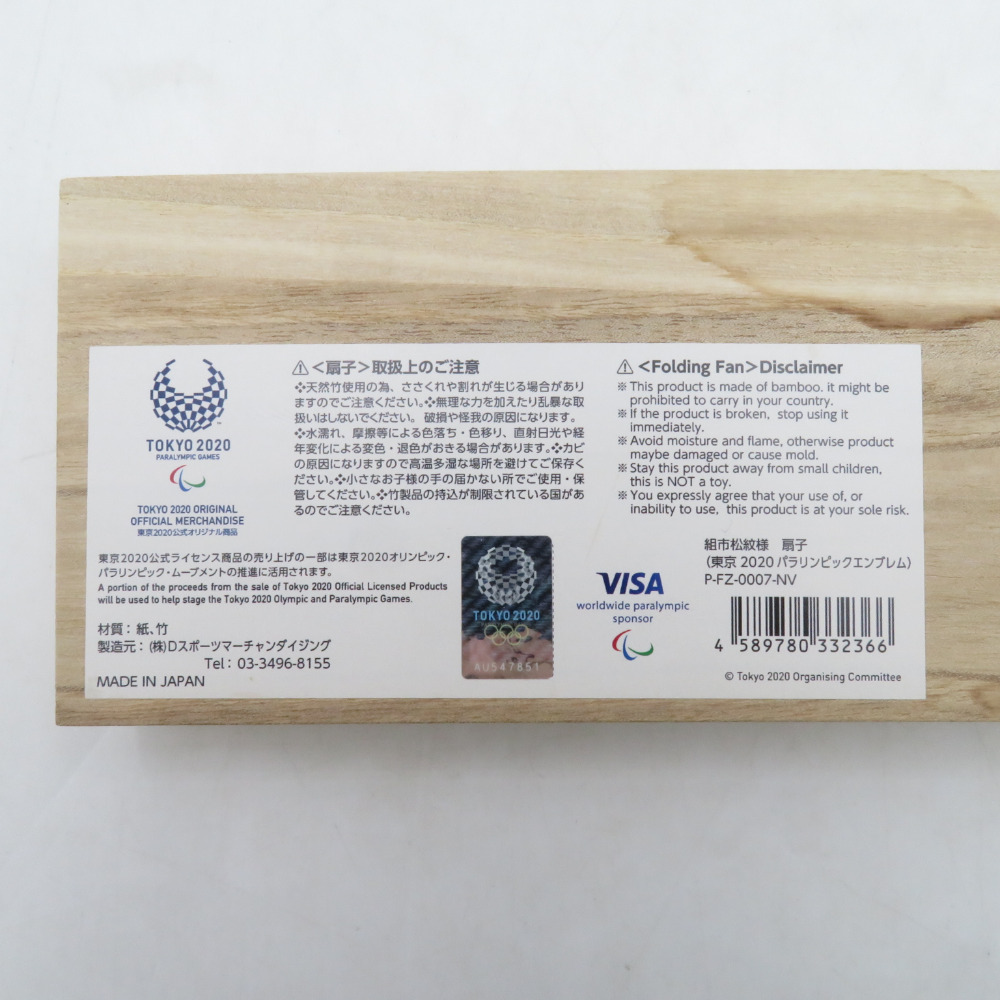 TOKYO 2020
PARALYMPIC GAMES
TOKYO 2020 ORIGINAL
OFFICIAL MERCHANDISE
東京2020公式オリジナル商品
⚠<扇子>取扱上のご注意
❖天然竹使用の為、ささくれや割れが生じる場合があり
ますのでご注意ください。❖無理な力を加えたり乱暴な取
扱いはしないでください。破損や怪我の原因になります。
❖水濡れ、摩擦等による色落ち・色移り、直射日光や経
年変化による変色・退色がおきる場合があります。❖カビ
の原因になりますので高温多湿な場所を避けてご保存く
ださい。❖小さなお子様の手の届かない所でご使用・保
管してください。❖竹製品の持込が制限されている国があ
るのでご注意ください。
⚠<Folding Fan>Disclaimer
※This product is made of bamboo. it might be
prohibited to carry in your country.
※If the product is broken, stop using it
immediately.
※Avoid moisture and flame, otherwise product
maybe damaged or cause mold.
※Stay this product away from small children,
this is NOT a toy.
※You expressly agree that your use of, or
inability to use, this product is at your sole risk.
東京2020公式ライセンス商品の売り上げの一部は東京2020オリンピック・
パラリンピック・ムーブメントの推進に活用されます。
A portion of the proceeds from the sale of Tokyo 2020 Official Licensed Products
will be used to help stage the Tokyo 2020 Olympic and Paralympic Games.
材質：紙、竹
製造元：(株)Dスポーツマーチャンダイジング
Tel：03-3496-8155
MADE IN JAPAN
TOKYO 2020
AU547851
VISA
worldwide paralympic
sponsor
組市松紋様 扇子
(東京 2020 パラリンピックエンブレム)
P-FZ-0007-NV
4 589780 332366
© Tokyo 2020 Organising Committee